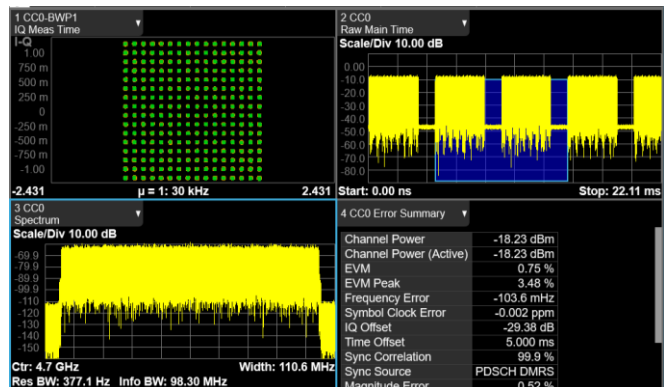 1 CC0-BWP1
IQ Meas Time
I-Q
1.00
750 m
500 m
250 m
0
-250 m
-500 m
-750 m
-1.00
-2.431 µ = 1: 30 kHz 2.431
2 CC0
Raw Main Time
Scale/Div 10.00 dB
0.00
-10.0
-20.0
-30.0
-40.0
-50.0
-60.0
-70.0
-80.0
Start: 0.00 ns Stop: 22.11 ms
3 CC0
Spectrum
Scale/Div 10.00 dB
-69.9
-79.9
-89.9
-99.9
-110
-120
-130
-140
-150
Ctr: 4.7 GHz Width: 110.6 MHz
Res BW: 377.1 Hz Info BW: 98.30 MHz
4 CC0 Error Summary
Channel Power -18.23 dBm
Channel Power (Active) -18.23 dBm
EVM 0.75 %
EVM Peak 3.48 %
Frequency Error -103.6 mHz
Symbol Clock Error -0.002 ppm
IQ Offset -29.38 dB
Time Offset 5.000 ms
Sync Correlation 99.9 %
Sync Source PDSCH DMRS
Magnitude Error 0.52 %